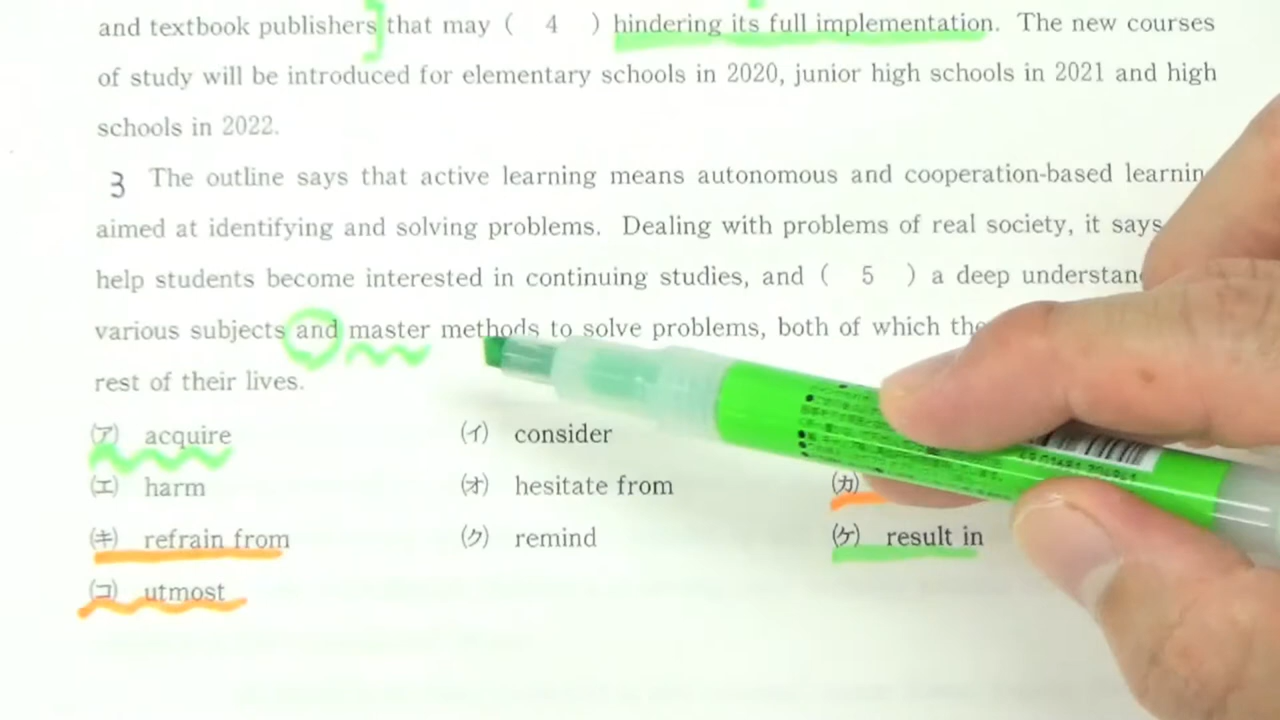 and textbook publishers that may ( 4 ) hindering its full implementation. The new courses
of study will be introduced for elementary schools in 2020, junior high schools in 2021 and high
schools in 2022.
3 The outline says that active learning means autonomous and cooperation-based
aimed at identifying and solving problems. Dealing with problems of real society, it says
help students become interested in continuing studies, and ( 5 ) a deep
various subjects and master methods to solve problems, both of which
rest of their lives.
(ア) acquire (イ) consider
(エ) harm (オ) hesitate from (カ)
(キ) refrain from (ク) remind (ケ) result in
(コ) utmost